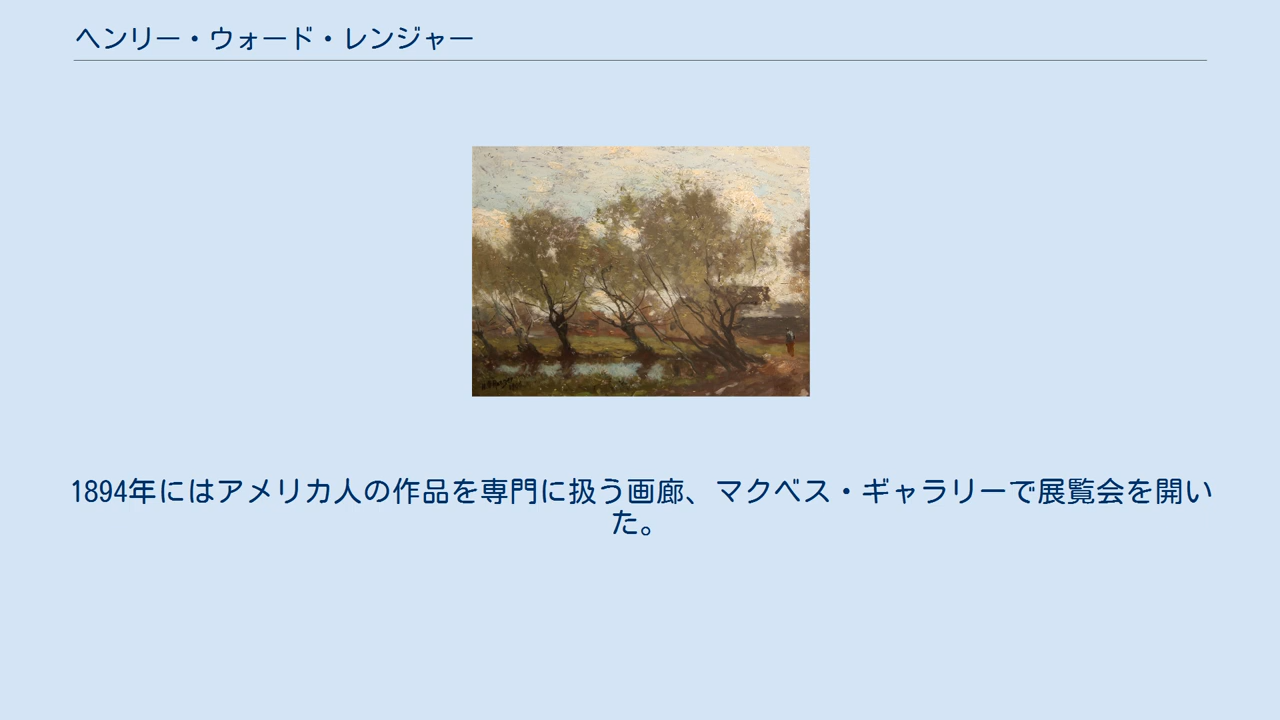 ヘンリー・ウォード・レンジャー
1894年にはアメリカ人の作品を専門に扱う画廊、マクベス・ギャラリーで展覧会を開い
た。